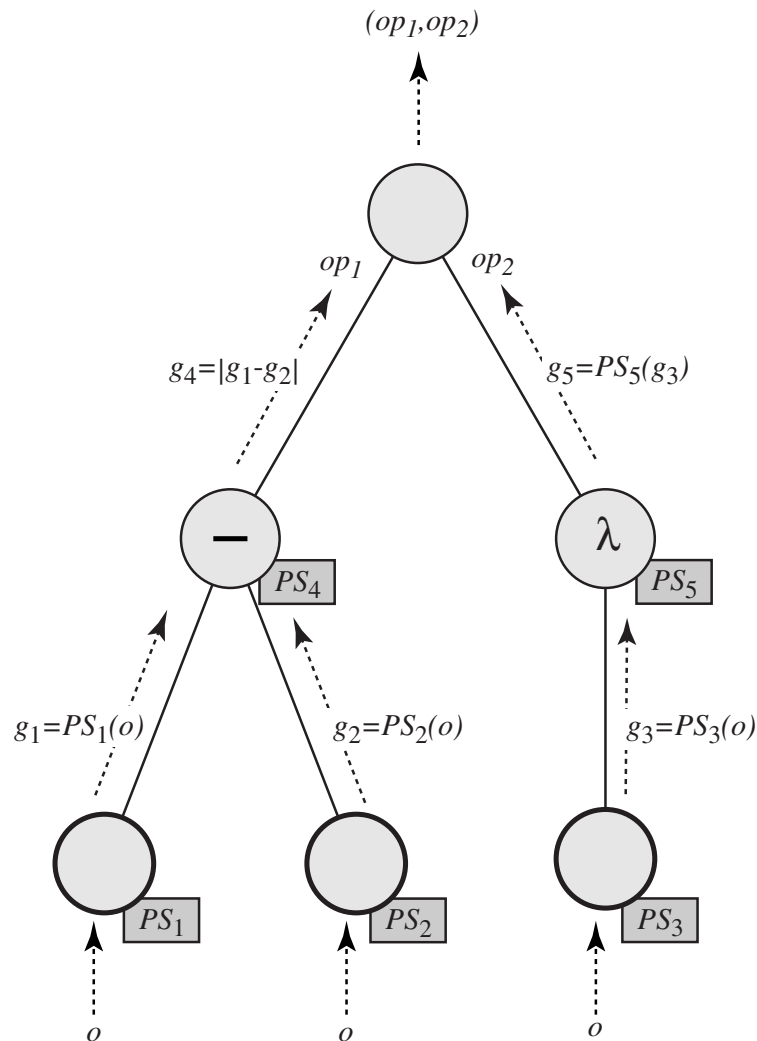 (op₁,op₂)
op₁
op₂
g₄=|g₁-g₂|
g₅=PS₅(g₃)
−
λ
PS₄
PS₅
g₁=PS₁(o)
g₂=PS₂(o)
g₃=PS₃(o)
PS₁
PS₂
PS₃
o
o
o